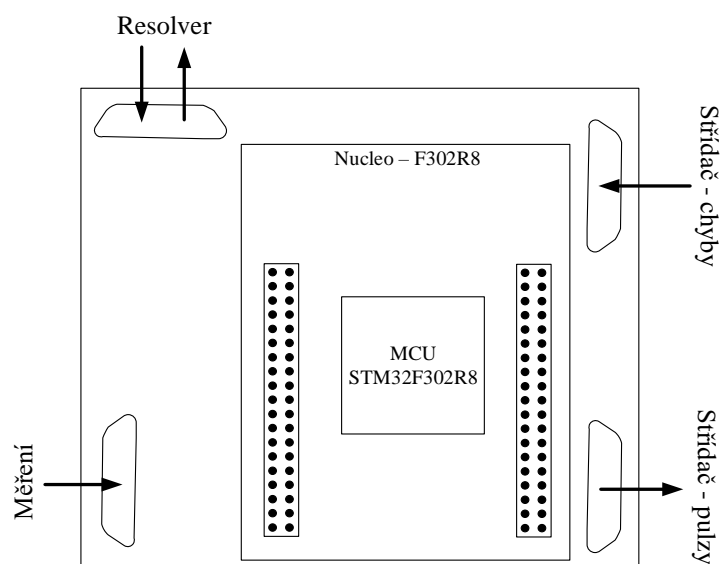 Resolver
Nucleo – F302R8
Střídač - chyby
MCU
STM32F302R8
Měření
Střídač - pulzy